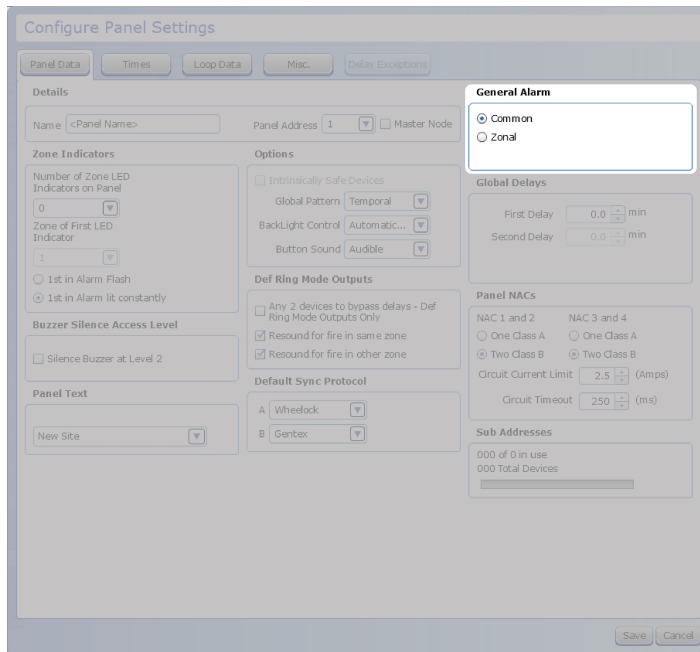 Configure Panel Settings
Panel Data Times Loop Data Misc. Delay Exceptions
Details
Name <Panel Name> Panel Address 1 Master Node
Zone Indicators
Number of Zone LED
Indicators on Panel
0
Zone of First LED
Indicator
1
1st in Alarm Flash
1st in Alarm lit constantly
Buzzer Silence Access Level
Silence Buzzer at Level 2
Panel Text
New Site
Options
Intrinsically Safe Devices
Global Pattern Temporal
BackLight Control Automatic...
Button Sound Audible
Def Ring Mode Outputs
Any 2 devices to bypass delays - Def
Ring Mode Outputs Only
Resound for fire in same zone
Resound for fire in other zone
Default Sync Protocol
A Wheelock
B Gentex
General Alarm
Common
Zonal
Global Delays
First Delay 0.0 min
Second Delay 0.0 min
Panel NACs
NAC 1 and 2 NAC 3 and 4
One Class A One Class A
Two Class B Two Class B
Circuit Current Limit 2.5 (Amps)
Circuit Timeout 250 (ms)
Sub Addresses
000 of 0 in use
000 Total Devices
Save Cancel